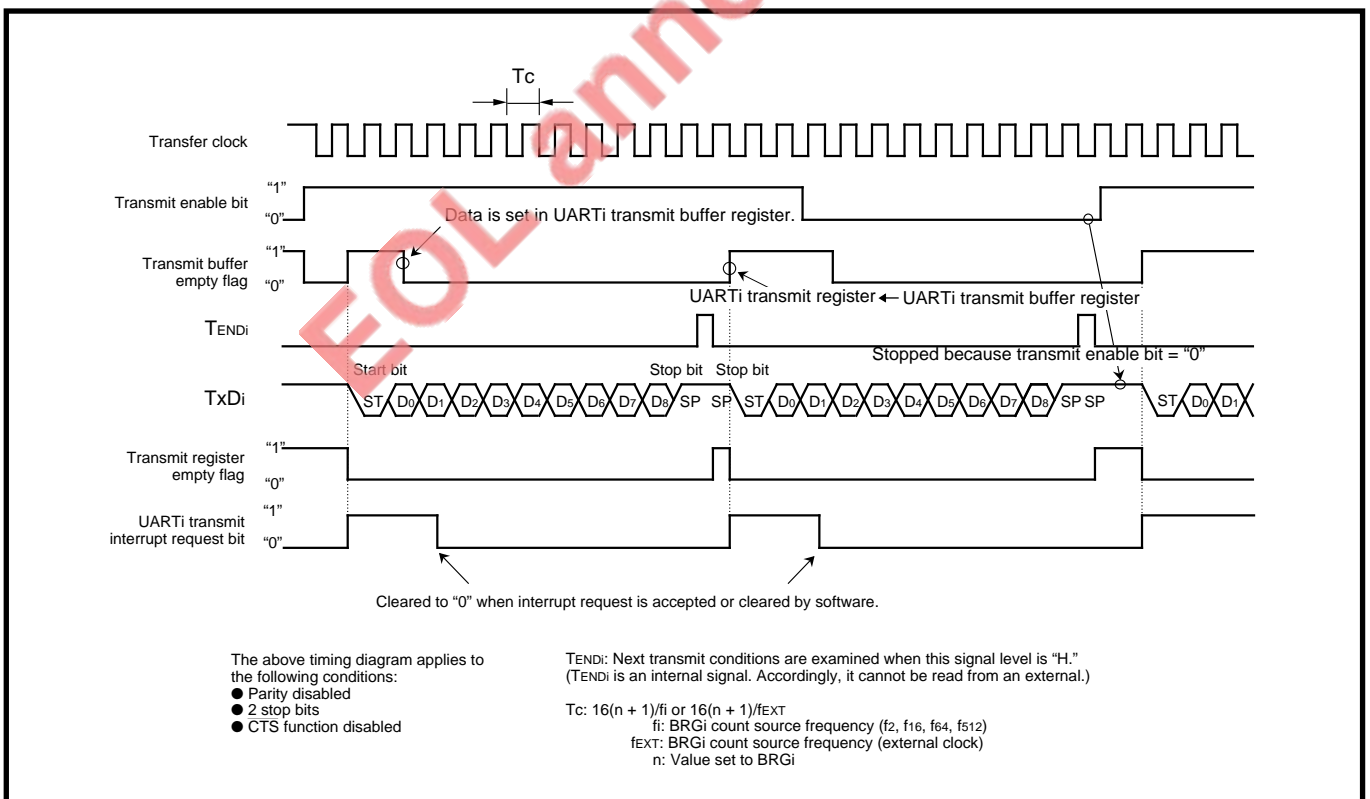 EOL anno
Tc
Transfer clock
Transmit enable bit
“1”
“0”
Data is set in UARTi transmit buffer register.
Transmit buffer
empty flag
“1”
“0”
UARTi transmit register ← UARTi transmit buffer register
TENDi
Stopped because transmit enable bit = “0”
Start bit
Stop bit
Stop bit
TxDi
ST D0 D1 D2 D3 D4 D5 D6 D7 D8 SP SP ST D0 D1 D2 D3 D4 D5 D6 D7 D8 SP SP ST D0 D1
Transmit register
empty flag
“1”
“0”
UARTi transmit
interrupt request bit
“1”
“0”
Cleared to “0” when interrupt request is accepted or cleared by software.
The above timing diagram applies to
the following conditions:
● Parity disabled
● 2 stop bits
● CTS function disabled
TENDi: Next transmit conditions are examined when this signal level is “H.”
(TENDi is an internal signal. Accordingly, it cannot be read from an external.)
Tc: 16(n + 1)/fi or 16(n + 1)/fEXT
fi: BRGi count source frequency (f2, f16, f64, f512)
fEXT: BRGi count source frequency (external clock)
n: Value set to BRGi